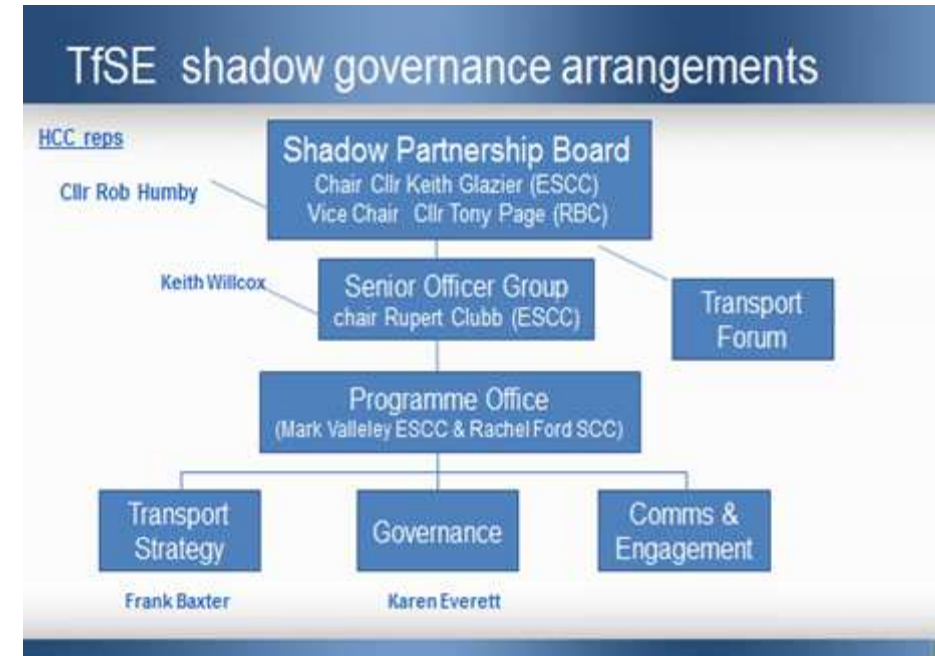 TfSE shadow governance arrangements
HCC reps
Shadow Partnership Board
Chair Cllr Keith Glazier (ESCC)
Vice Chair Cllr Tony Page (RBC)
Cllr Rob Humby
Keith Willcox
Senior Officer Group
chair Rupert Clubb (ESCC)
Transport
Forum
Programme Office
(Mark Valleley ESCC & Rachel Ford SCC)
Transport
Strategy
Governance
Comms &
Engagement
Frank Baxter
Karen Everett